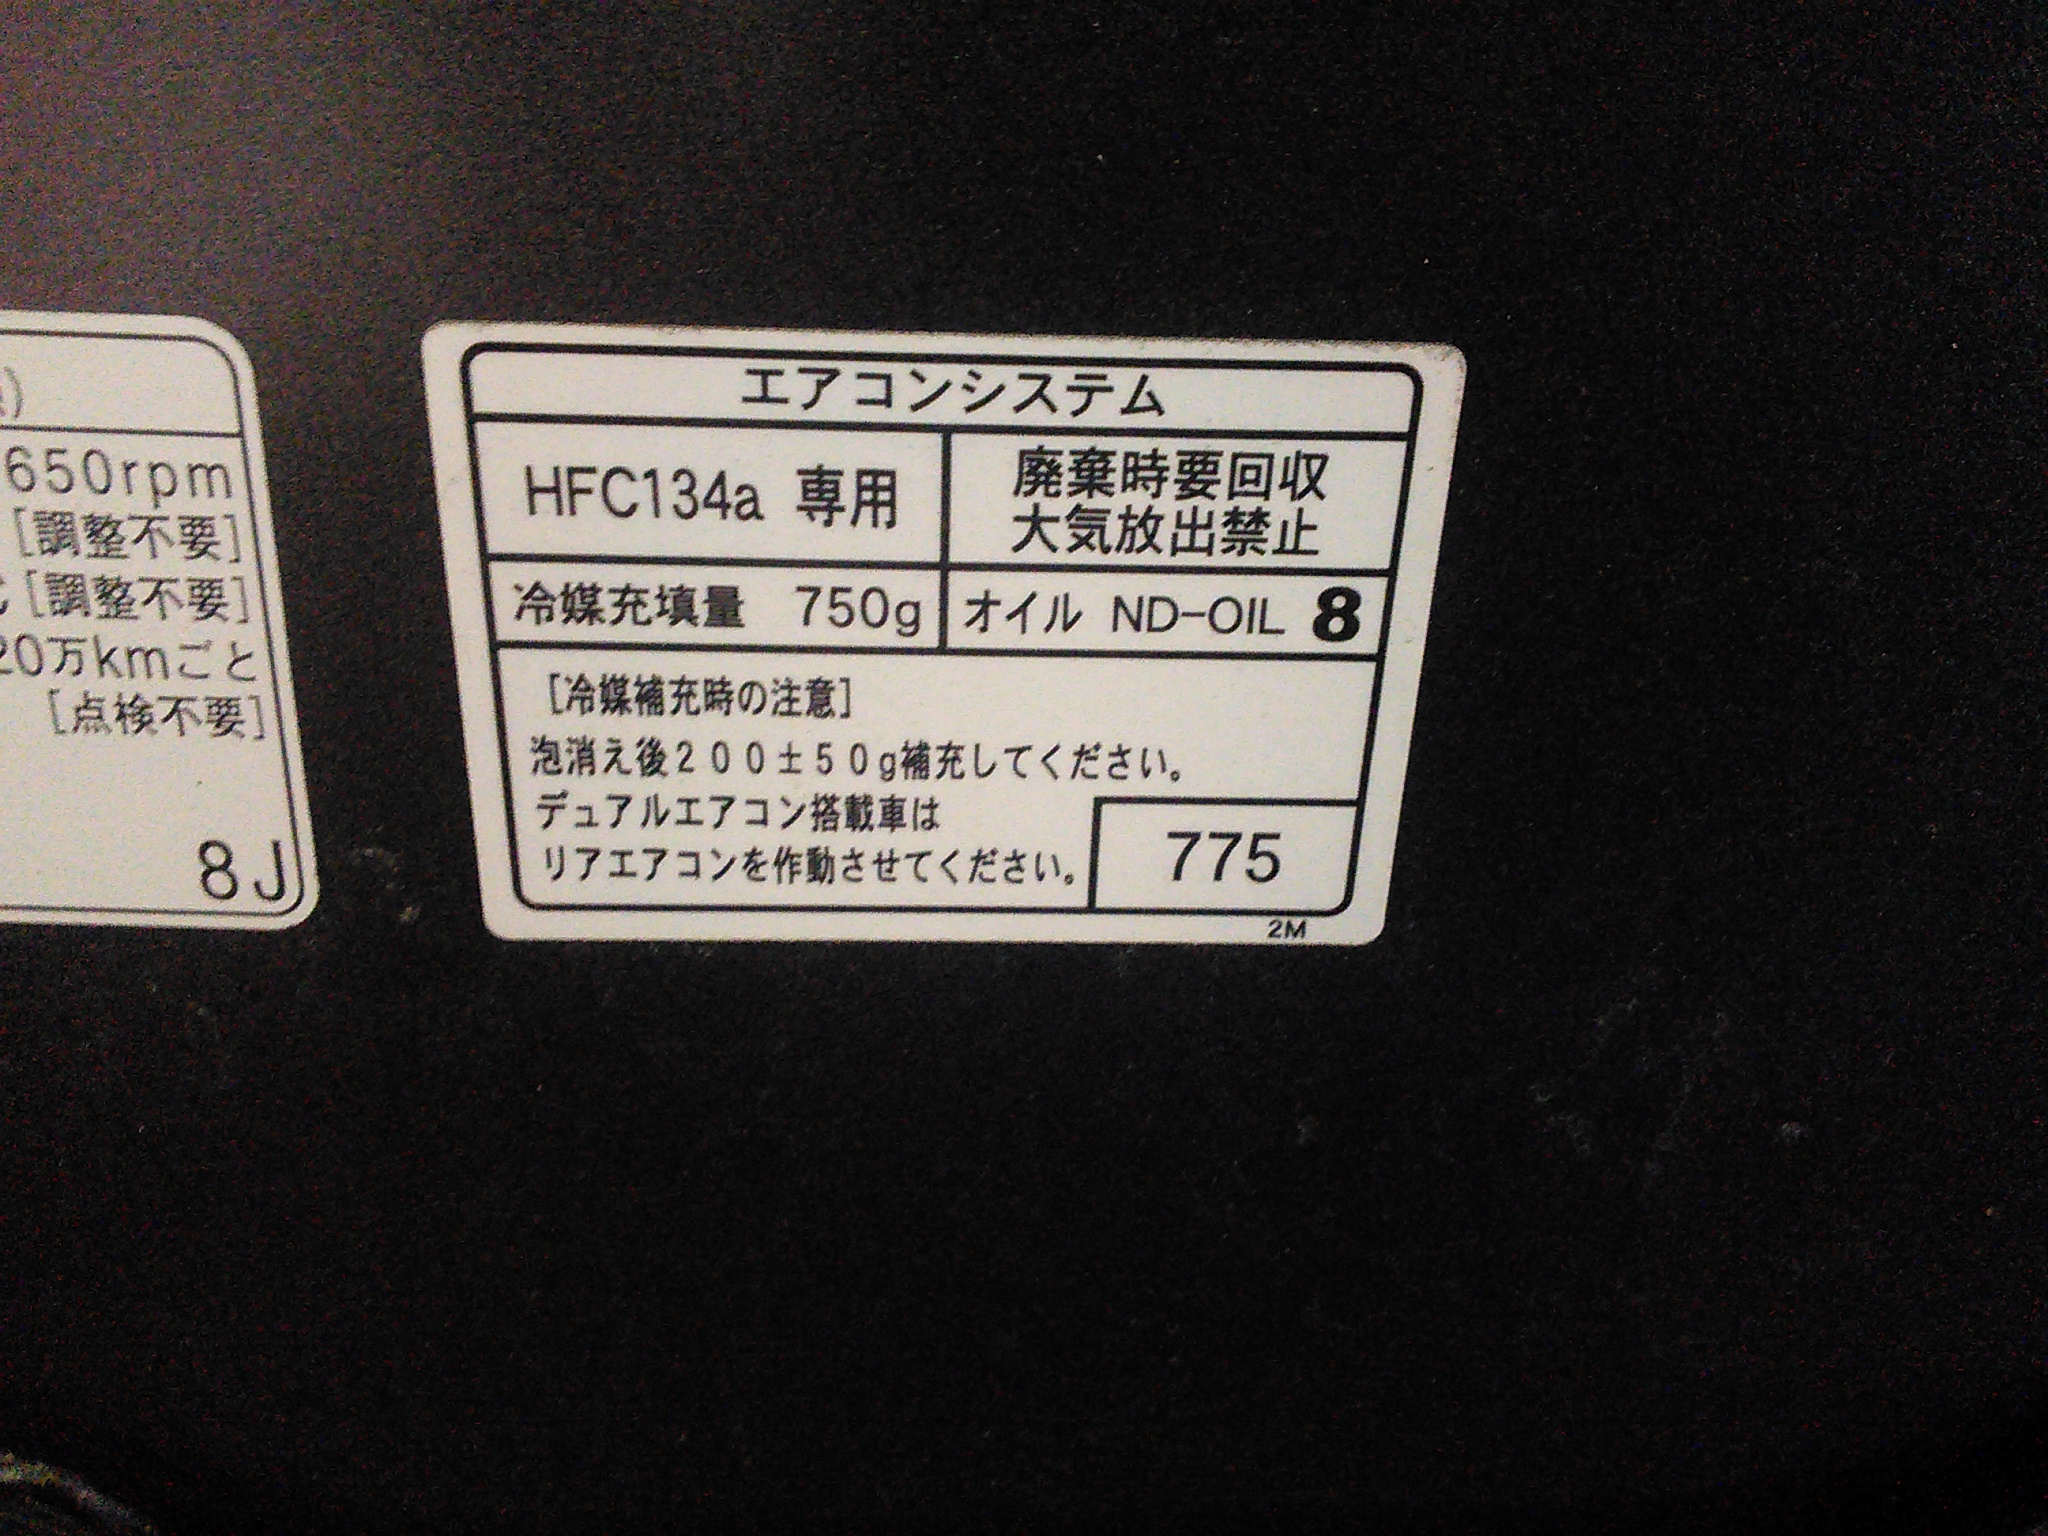 650rpm
[調整不要]
[調整不要]
20万kmごと
[点検不要]
8J
エアコンシステム
HFC134a 専用
廃棄時要回収
大気放出禁止
冷媒充填量 750g
オイル ND-OIL 8
[冷媒補充時の注意]
泡消え後200±50g補充してください。
デュアルエアコン搭載車は
リアエアコンを作動させてください。
775
2M